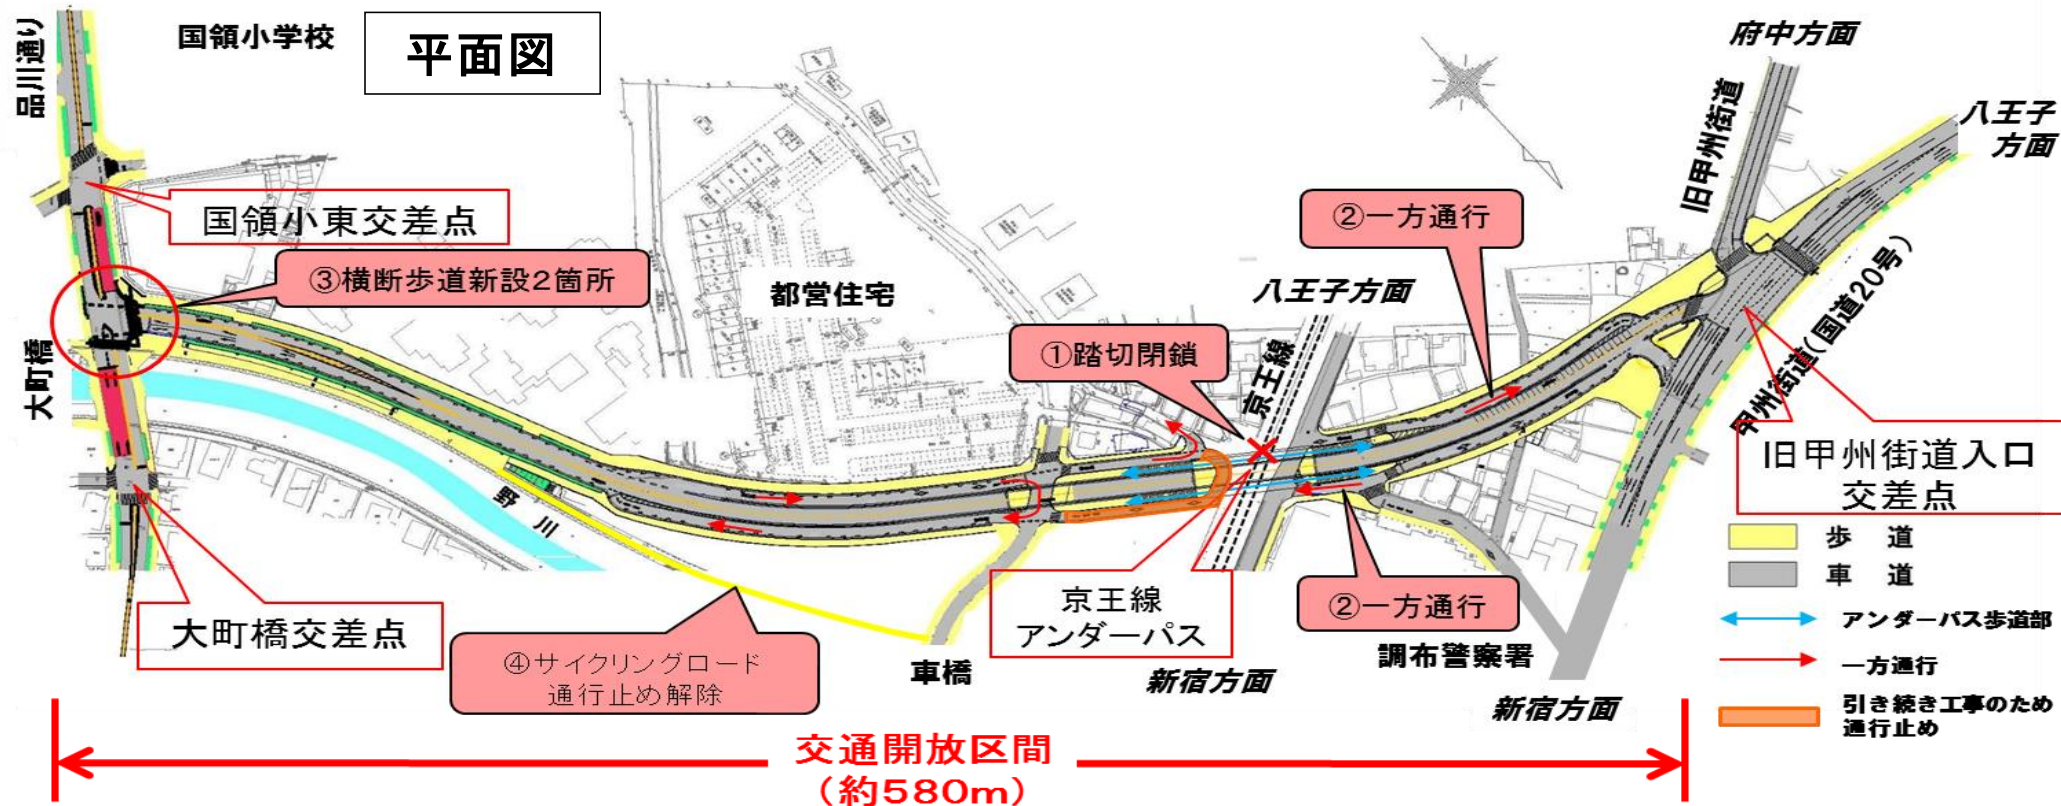 品川通り
国領小学校
平面図
府中方面
八王子
方面
旧甲州街道
国領小東交差点
②一方通行
③横断歩道新設2箇所
都営住宅
八王子方面
甲州街道(国道20号)
①踏切閉鎖
京王線
大町橋
旧甲州街道入口
交差点
野川
歩道
車道
大町橋交差点
京王線
アンダーパス
②一方通行
アンダーパス歩道部
④サイクリングロード
通行止め解除
車橋
調布警察署
一方通行
新宿方面
新宿方面
引き続き工事のため
通行止め
交通開放区間
(約580m)